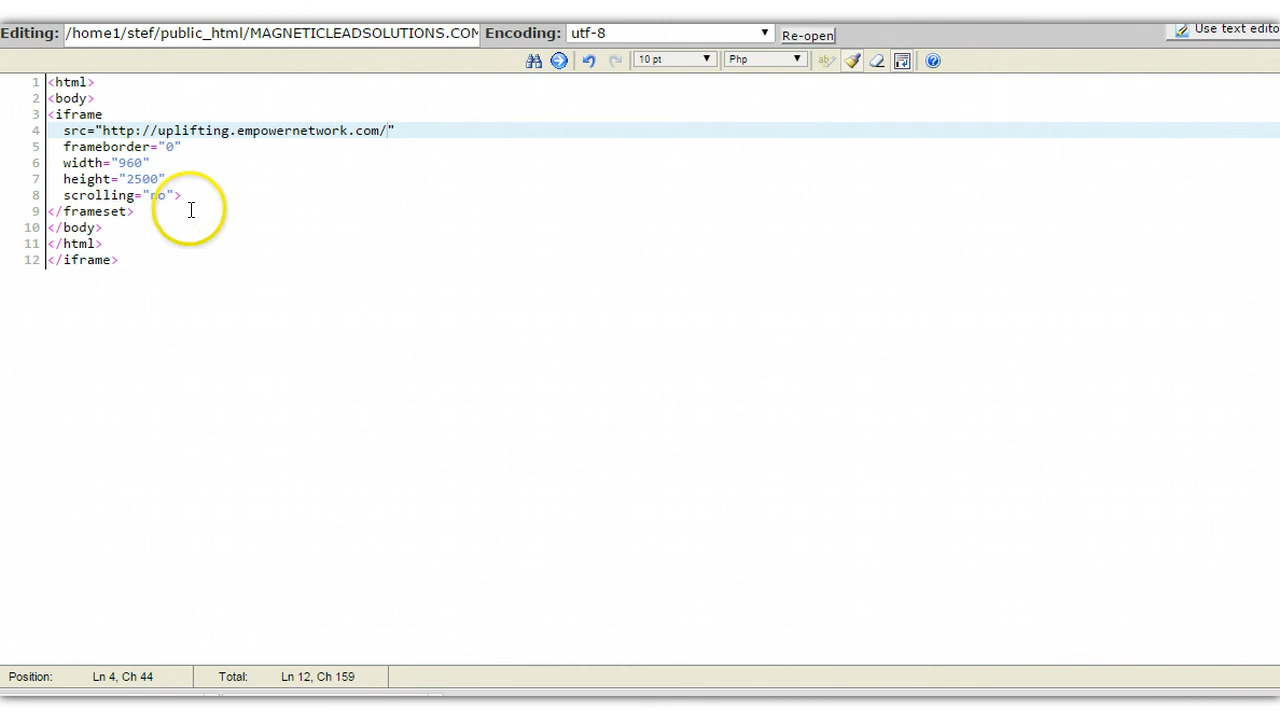 Editing: /home1/stef/public_html/MAGNETICLEADSOLUTIONS.COM Encoding: utf-8 Re-open Use text edito
10 pt Php
1 <html>
2 <body>
3 <iframe
4 src="http://uplifting.empowernetwork.com/"
5 frameborder="0"
6 width="960"
7 height="2500"
8 scrolling="no">
9 </frameset>
10 </body>
11 </html>
12 </iframe>
Position: Ln 4, Ch 44 Total: Ln 12, Ch 159